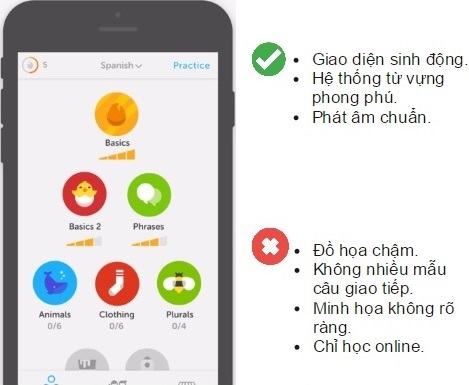 5
Spanish
Practice
Basics
Basics 2
Phrases
Animals
Clothing
Plurals
0/6
0/6
0/4
Giao diện sinh động.
Hệ thống từ vựng
phong phú.
Phát âm chuẩn.
Đồ họa chậm.
Không nhiều mẫu
câu giao tiếp.
Minh họa không rõ
ràng.
Chỉ học online.